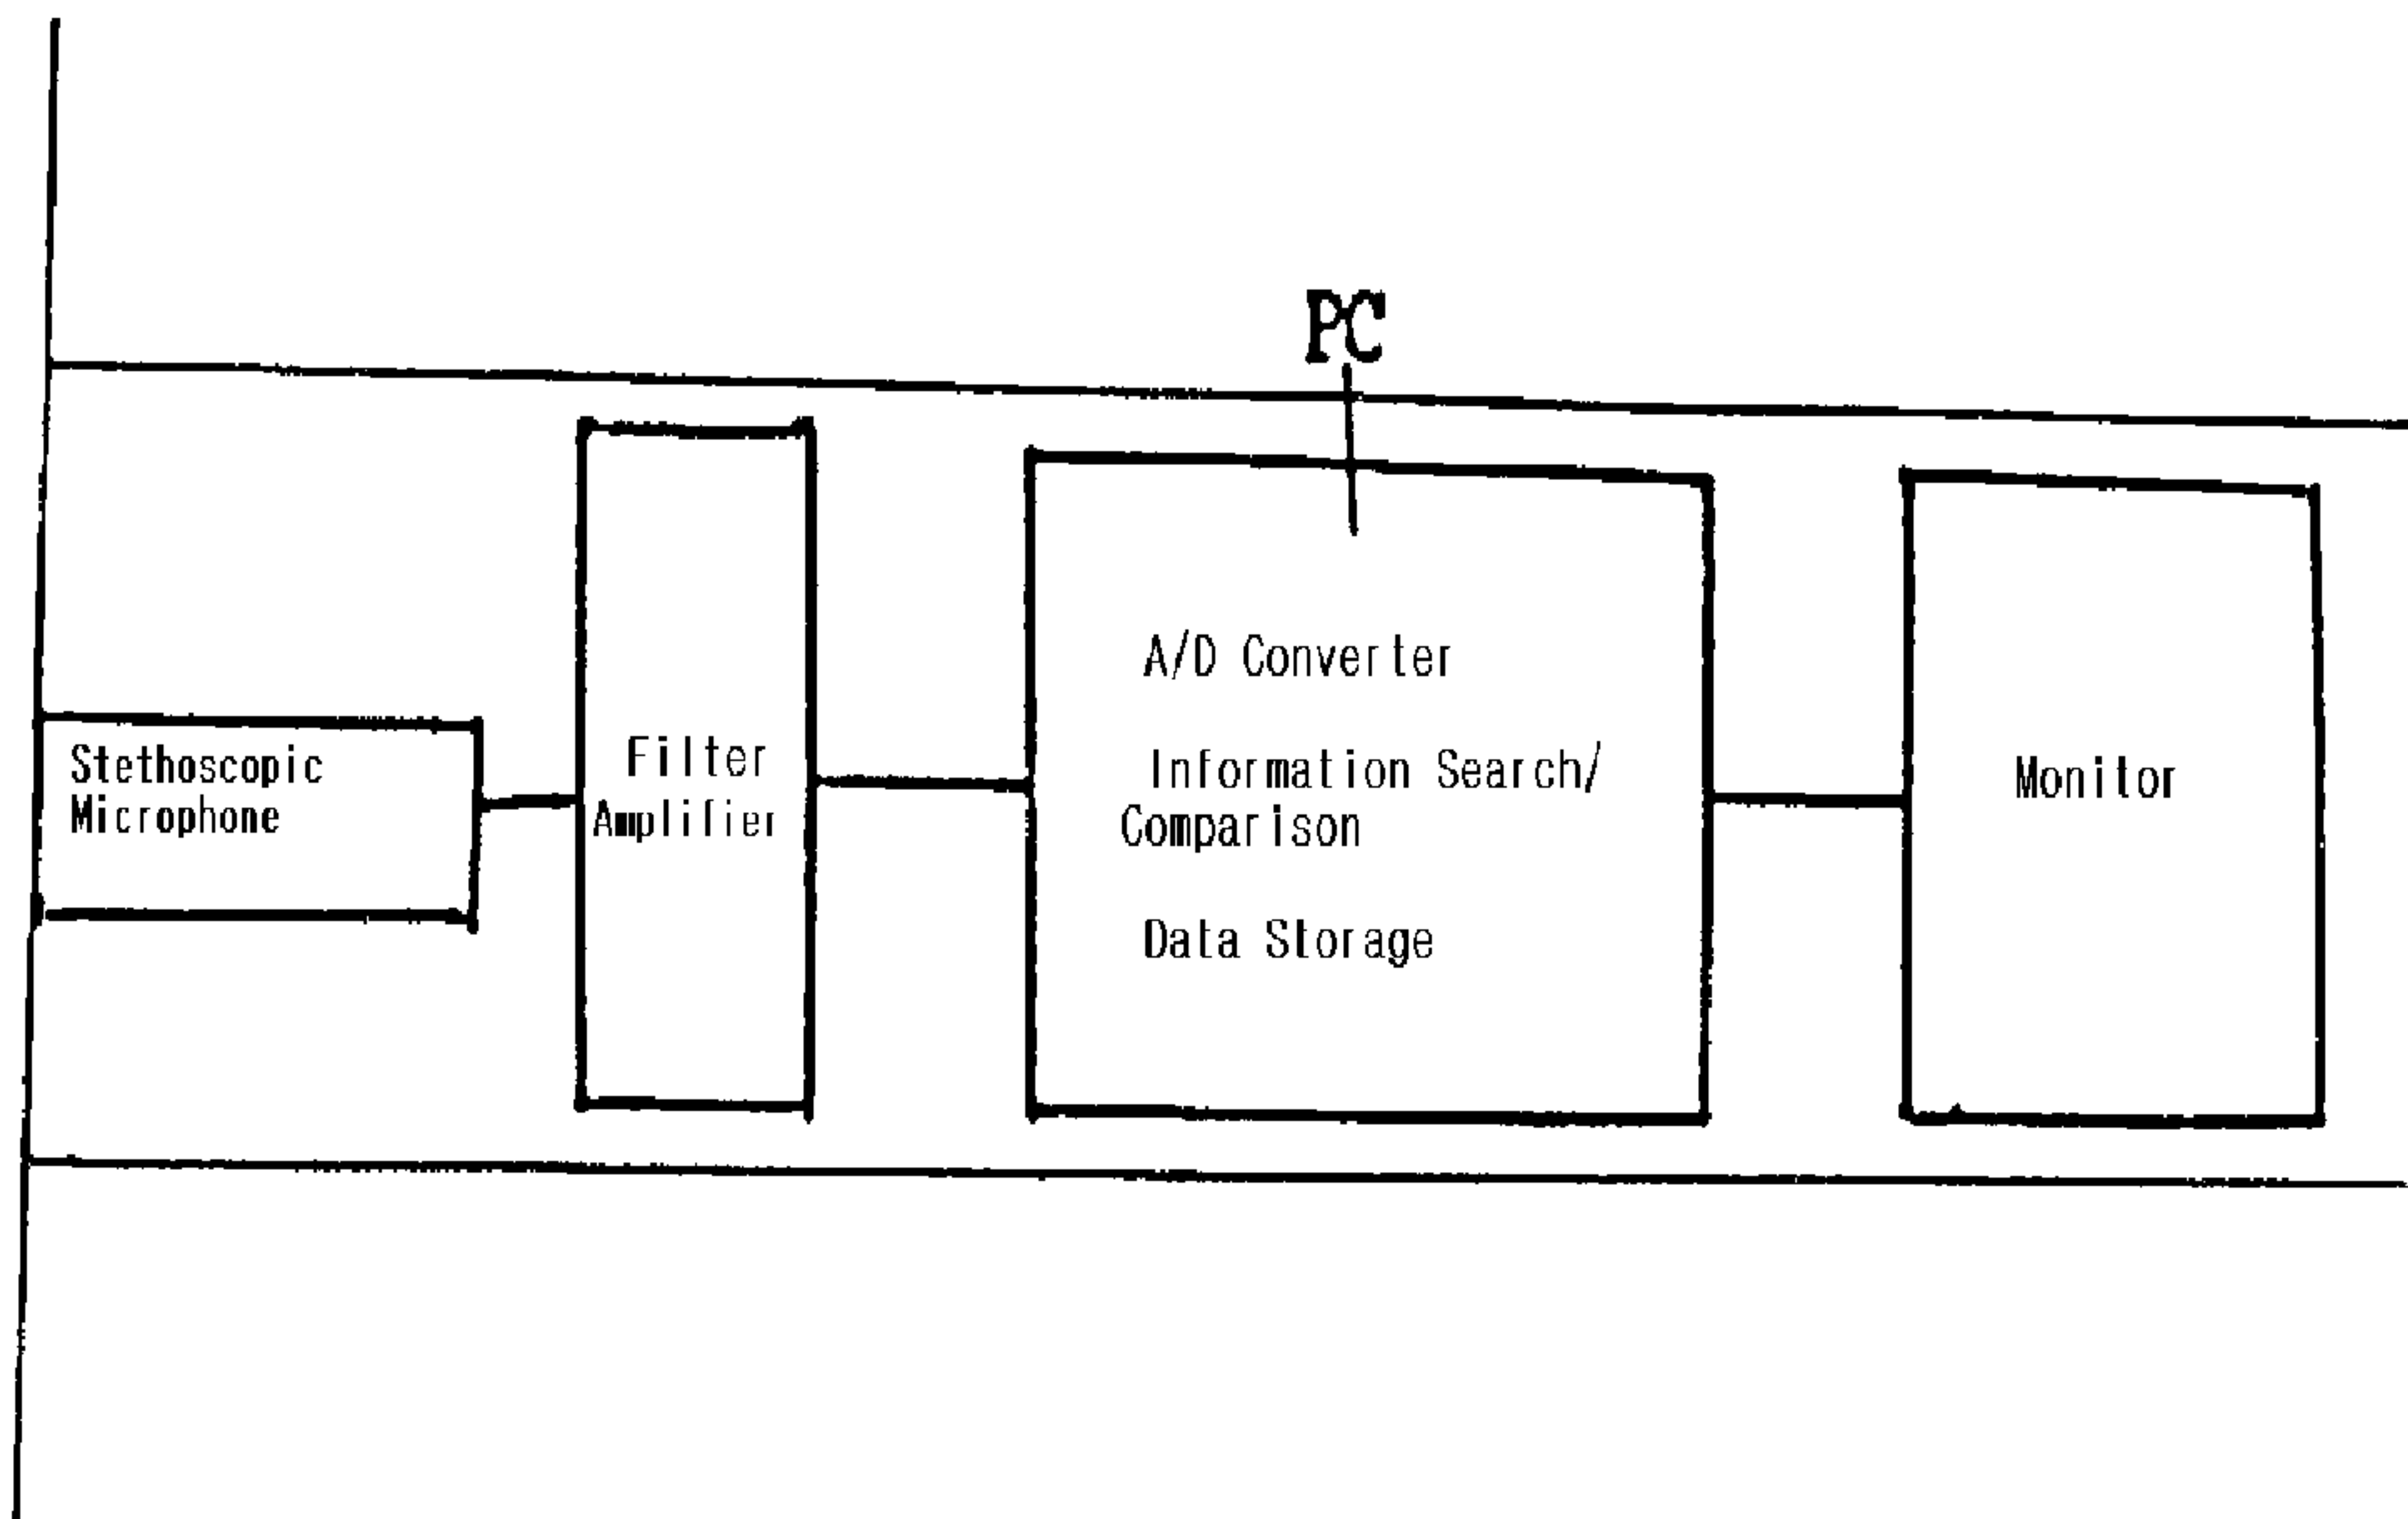 PC
Stethoscopic
Microphone
Filter
Amplifier
A/D Converter
Information Search/
Comparison
Data Storage
Monitor